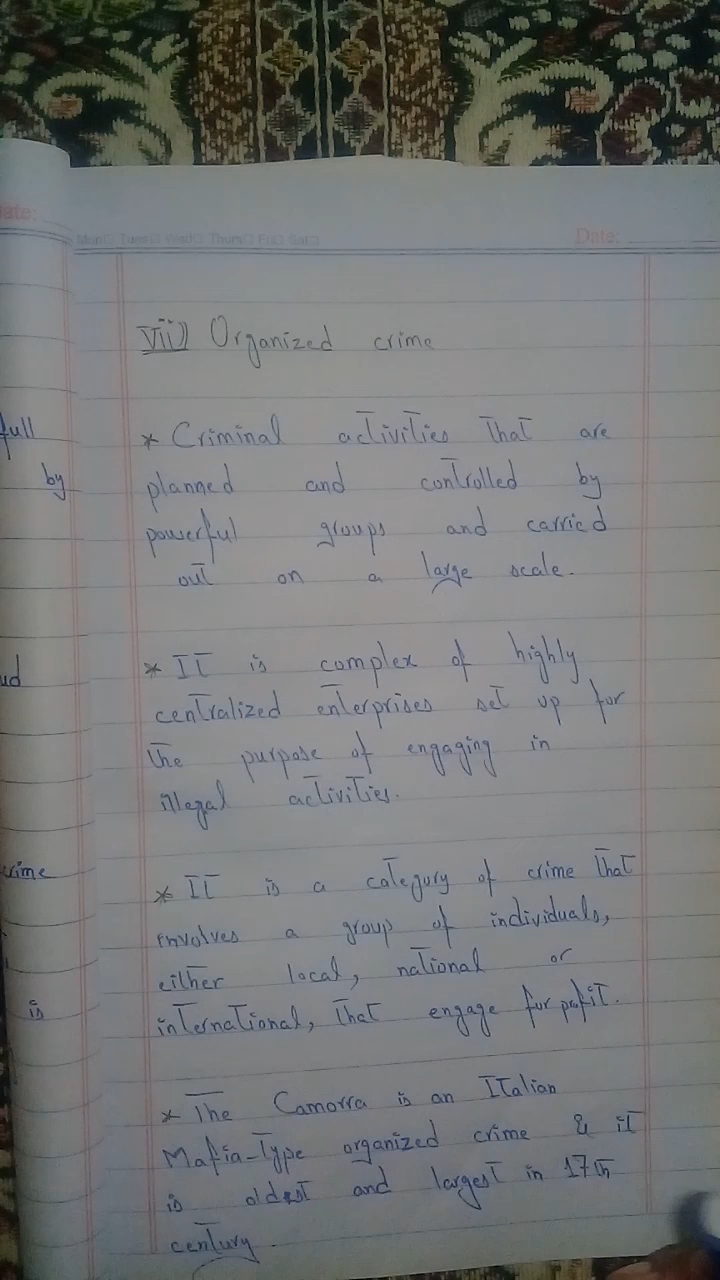 Date:
Mon Tues Wed Thurs Fri Sat
Date:
full
by
ud
crime
is
vii) Organized crime
* Criminal activities that are
planned and controlled by
powerful groups and carried
out on a large scale.
* It is complex of highly
centralized enterprises set up for
the purpose of engaging in
illegal activities.
* It is a category of crime that
involves a group of individuals,
either local, national or
international, that engage for pofit.
* The Camorra is an Italian
Mafia-Type organized crime & it
is oldest and largest in 17th
century.